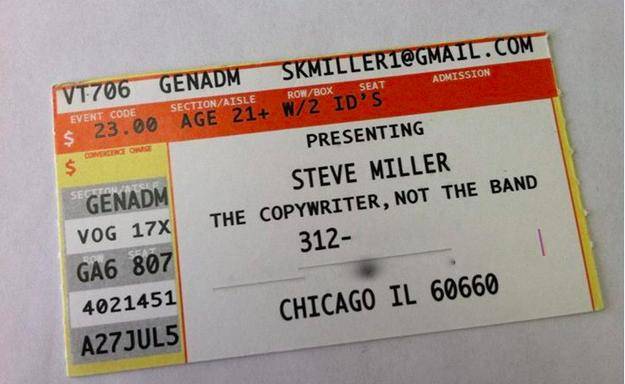 VT706 GENADM SKMILLER1@GMAIL.COM
EVENT CODE SECTION/AISLE ROW/BOX SEAT ADMISSION
$ 23.00 AGE 21+ W/2 ID'S
$ CONVENIENCE CHARGE
PRESENTING
STEVE MILLER
THE COPYWRITER, NOT THE BAND
312-
CHICAGO IL 60660
SECTION/AISLE
GENADM
VOG 17X
ROW SEAT
GA6 807
4021451
A27JUL5